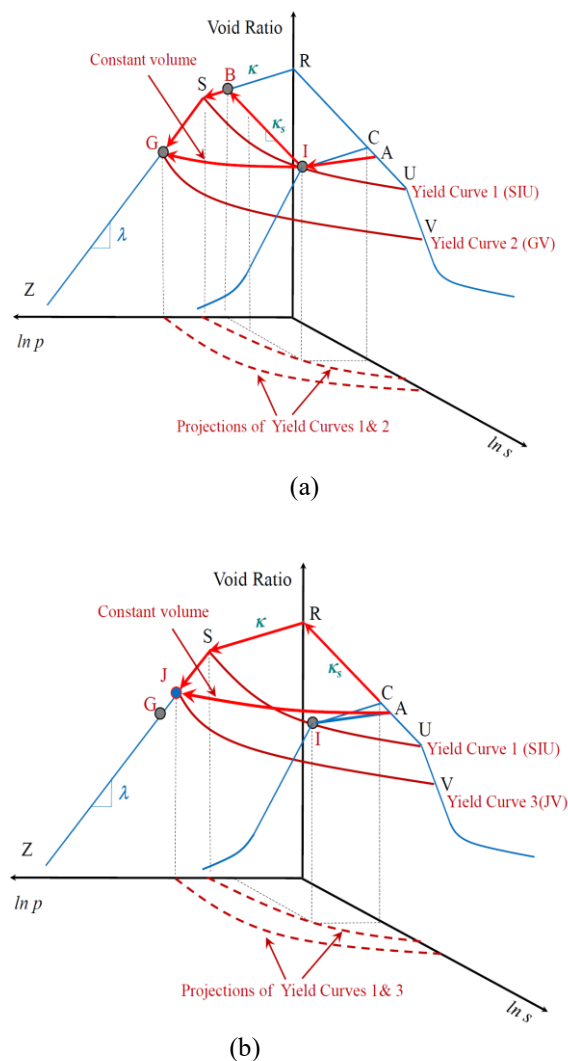 Void Ratio
Constant volume
R
κ
B
S
κs
C
A
I
G
U
Yield Curve 1 (SIU)
V
Yield Curve 2 (GV)
λ
Z
ln p
Projections of Yield Curves 1& 2
ln s
(a)
Void Ratio
Constant volume
R
κ
S
κs
J
C
A
G
I
U
Yield Curve 1 (SIU)
V
Yield Curve 3(JV)
λ
Z
ln p
Projections of Yield Curves 1& 3
ln s
(b)